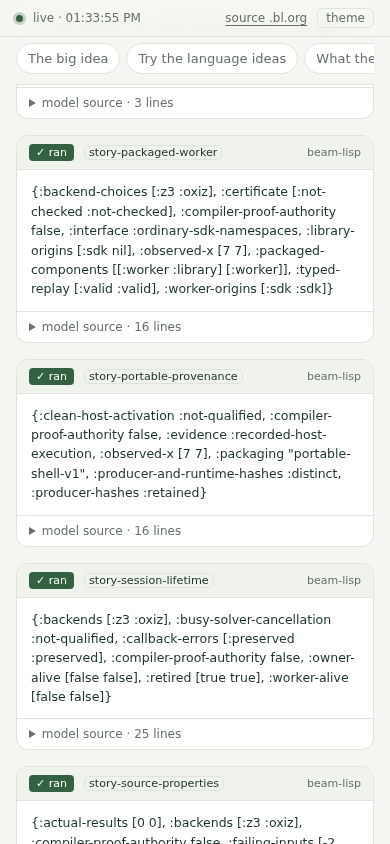 live · 01:33:55 PM
source .bl.org
theme
The big idea
Try the language ideas
What the
▶ model source · 3 lines
✓ ran
story-packaged-worker
beam-lisp
{:backend-choices [:z3 :oxiz], :certificate [:not-
checked :not-checked], :compiler-proof-authority
false, :interface :ordinary-sdk-namespaces, :library-
origins [:sdk nil], :observed-x [7 7], :packaged-
components [[:worker :library] [:worker]], :typed-
replay [:valid :valid], :worker-origins [:sdk :sdk]}
▶ model source · 16 lines
✓ ran
story-portable-provenance
beam-lisp
{:clean-host-activation :not-qualified, :compiler-
proof-authority false, :evidence :recorded-host-
execution, :observed-x [7 7], :packaging "portable-
shell-v1", :producer-and-runtime-hashes :distinct,
:producer-hashes :retained}
▶ model source · 16 lines
✓ ran
story-session-lifetime
beam-lisp
{:backends [:z3 :oxiz], :busy-solver-cancellation
:not-qualified, :callback-errors [:preserved
:preserved], :compiler-proof-authority false, :owner-
alive [false false], :retired [true true], :worker-alive
[false false]}
▶ model source · 25 lines
✓ ran
story-source-properties
beam-lisp
{:actual-results [0 0], :backends [:z3 :oxiz],
:compiler-proof-authority false, :failing-inputs [-2